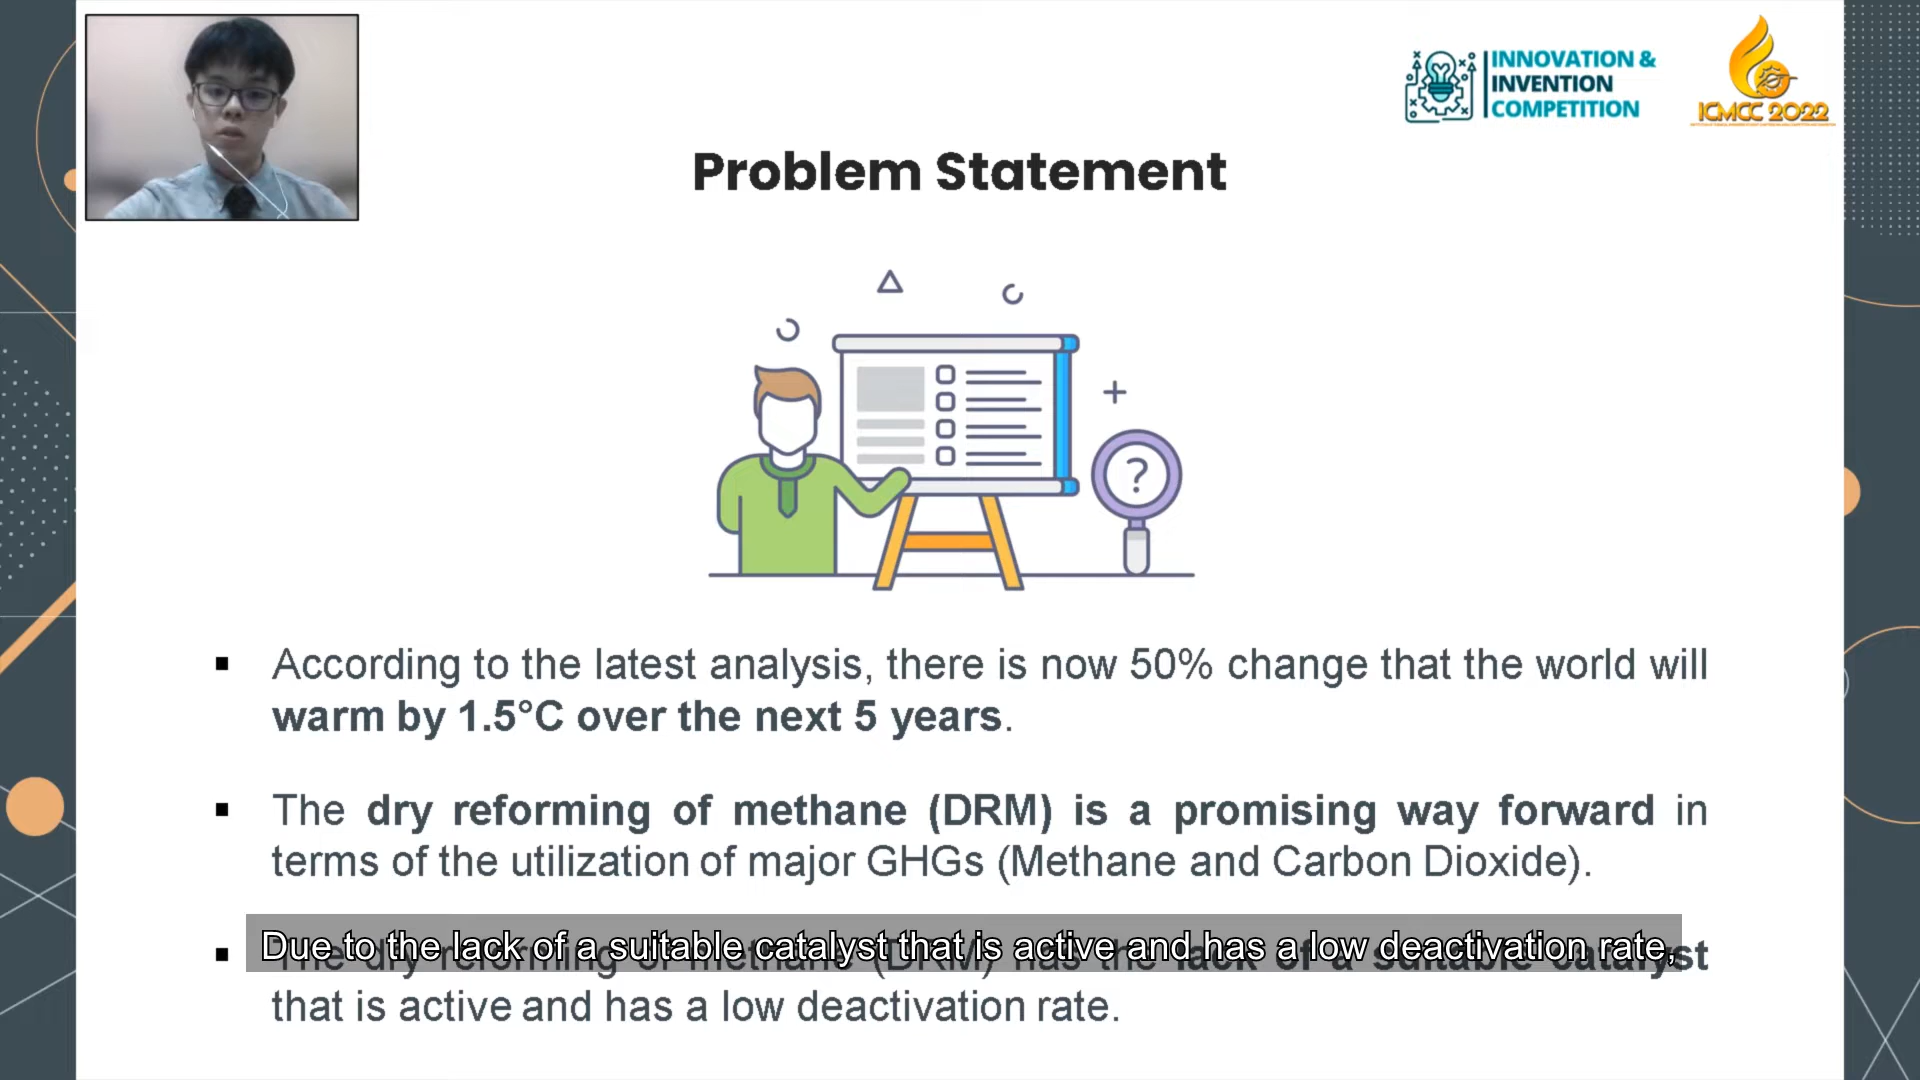 INNOVATION &
INVENTION
COMPETITION
ICMCC 2022
Problem Statement
?
▪ According to the latest analysis, there is now 50% change that the world will
warm by 1.5°C over the next 5 years.
▪ The dry reforming of methane (DRM) is a promising way forward in
terms of the utilization of major GHGs (Methane and Carbon Dioxide).
Due to the lack of a suitable catalyst that is active and has a low deactivation rate,
▪ The dry reforming of methane (DRM) has the lack of a suitable catalyst
that is active and has a low deactivation rate.